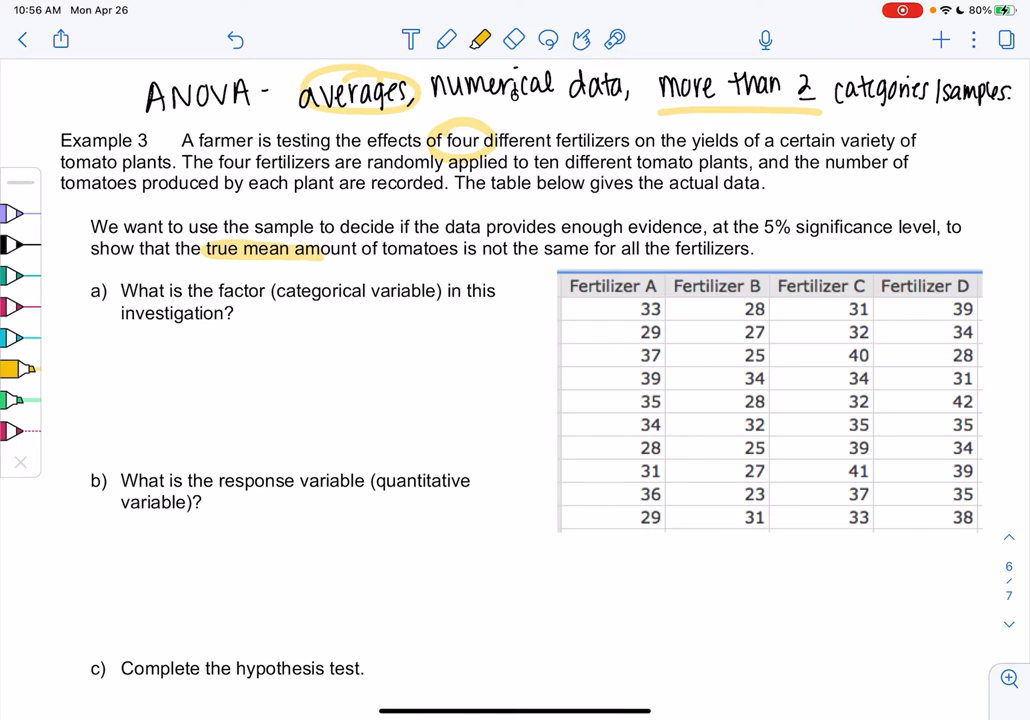 10:56 AM Mon Apr 26
80%
T
ANOVA - averages, numerical data, more than 2 categories/samples.
Example 3 A farmer is testing the effects of four different fertilizers on the yields of a certain variety of
tomato plants. The four fertilizers are randomly applied to ten different tomato plants, and the number of
tomatoes produced by each plant are recorded. The table below gives the actual data.
We want to use the sample to decide if the data provides enough evidence, at the 5% significance level, to
show that the true mean amount of tomatoes is not the same for all the fertilizers.
a) What is the factor (categorical variable) in this
investigation?
Fertilizer A Fertilizer B Fertilizer C Fertilizer D
33 28 31 39
29 27 32 34
37 25 40 28
39 34 34 31
35 28 32 42
34 32 35 35
28 25 39 34
31 27 41 39
36 23 37 35
29 31 33 38
b) What is the response variable (quantitative
variable)?
6
/
7
c) Complete the hypothesis test.